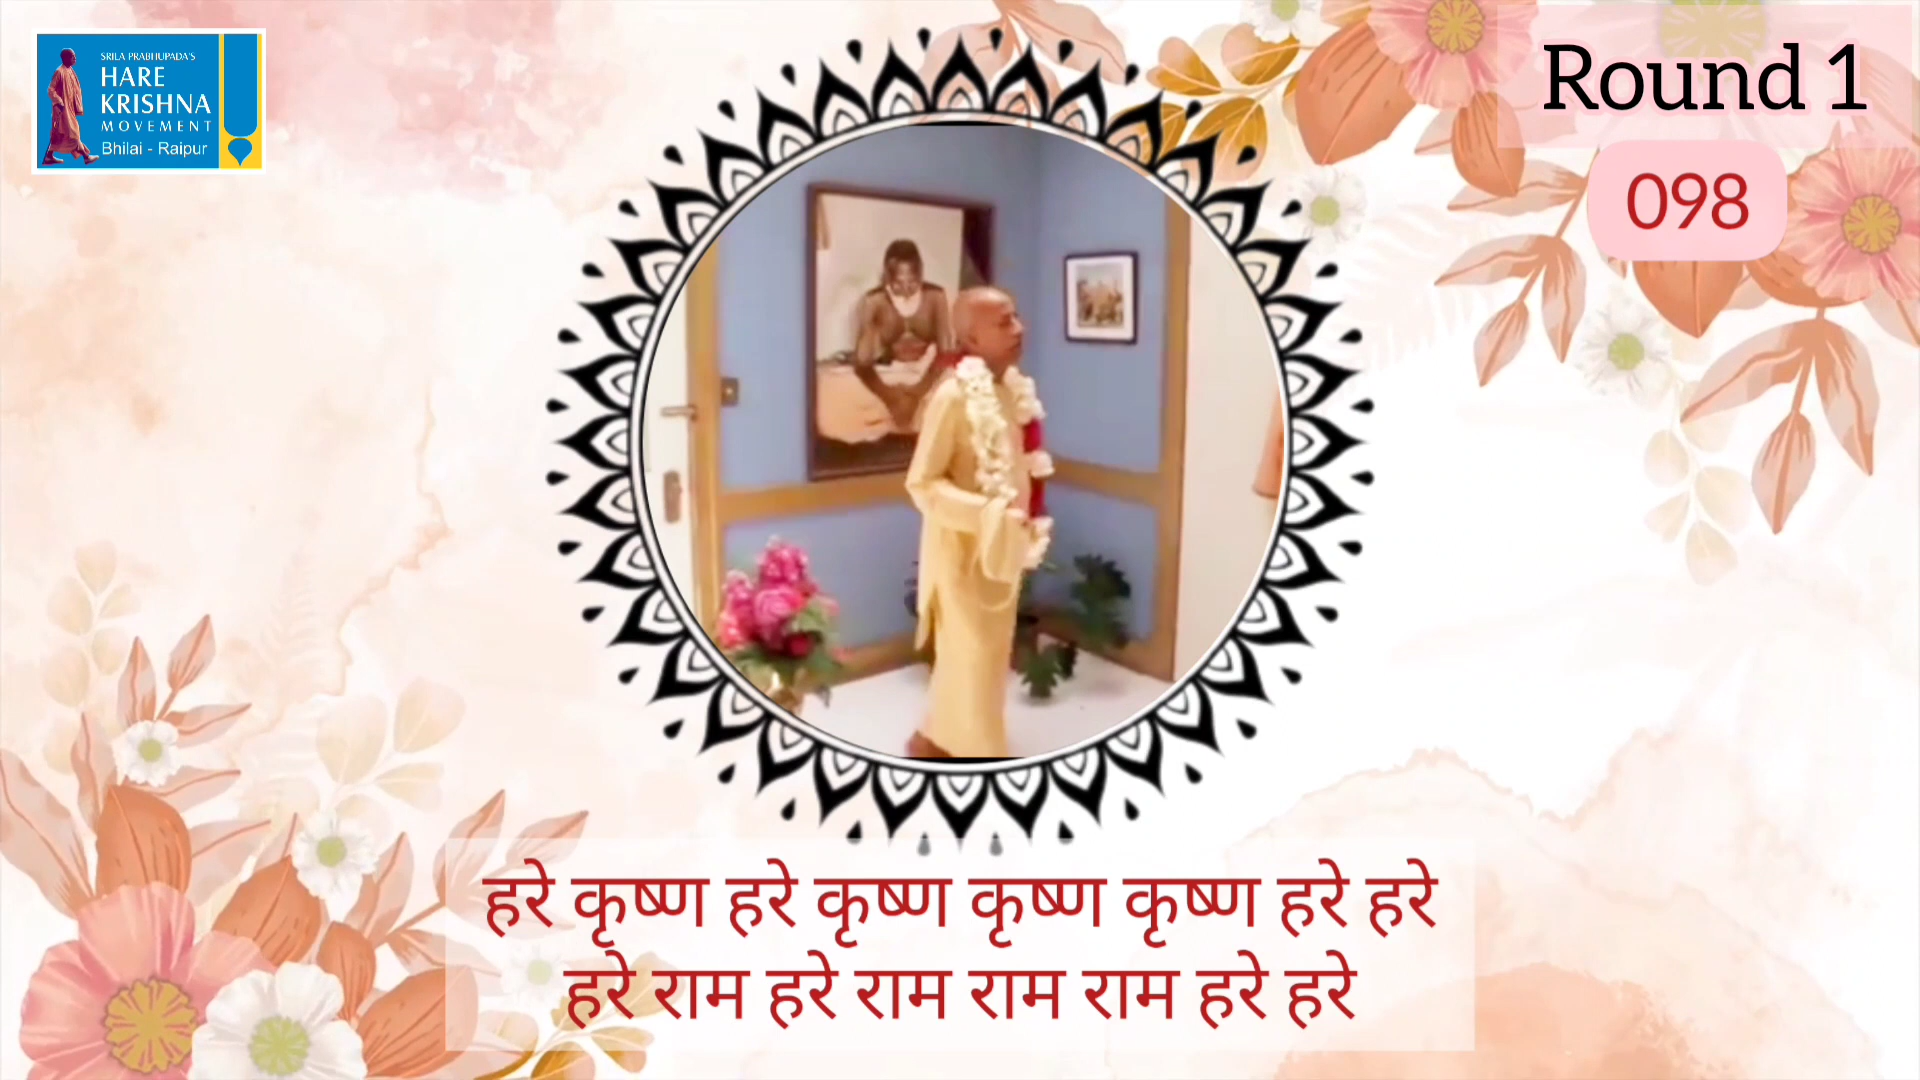 SRILA PRABHUPADA'S
HARE
KRISHNA
MOVEMENT
Bhilai - Raipur
Round 1
098
हरे कृष्ण हरे कृष्ण कृष्ण कृष्ण हरे हरे
हरे राम हरे राम राम राम हरे हरे